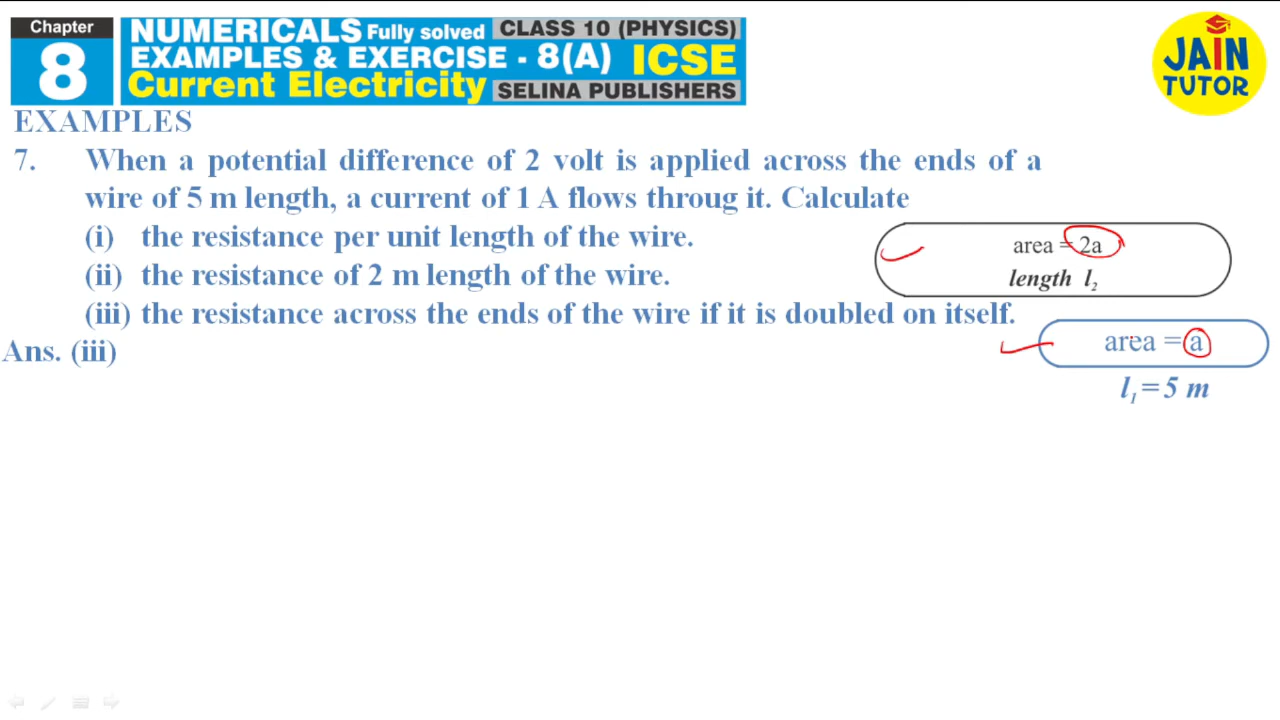 Chapter
8
NUMERICALS Fully solved CLASS 10 (PHYSICS)
EXAMPLES & EXERCISE - 8(A) ICSE
Current Electricity SELINA PUBLISHERS
JAIN
TUTOR
EXAMPLES
7. When a potential difference of 2 volt is applied across the ends of a
wire of 5 m length, a current of 1 A flows throug it. Calculate
(i) the resistance per unit length of the wire.
(ii) the resistance of 2 m length of the wire.
(iii) the resistance across the ends of the wire if it is doubled on itself.
area = 2a
length l₂
Ans. (iii)
area = a
l₁ = 5 m